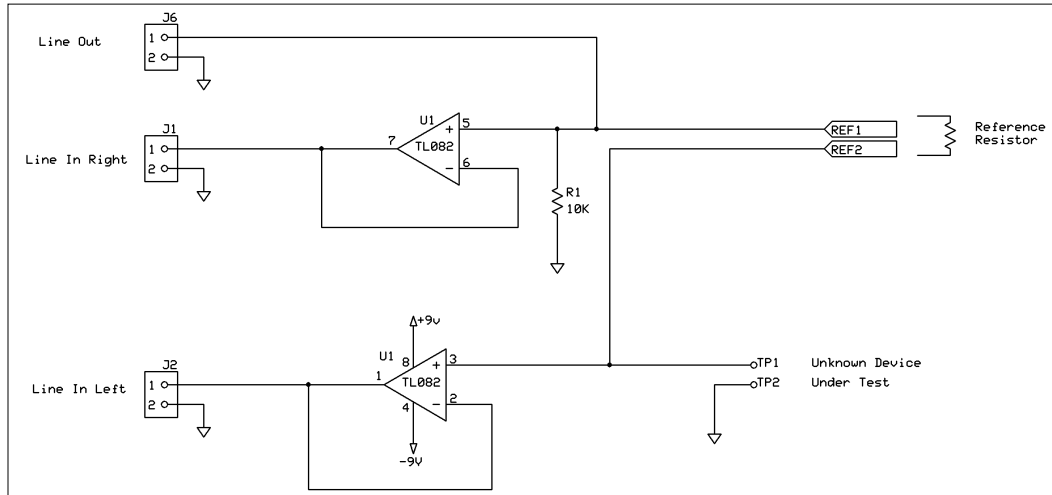 J6
Line Out
1
2
J1
Line In Right
1
2
U1
TL082
7
+
5
-
6
R1
10K
REF1
REF2
Reference
Resistor
+9v
J2
Line In Left
1
2
U1
TL082
8
1
4
+
3
-
2
-9V
TP1
Unknown Device
TP2
Under Test